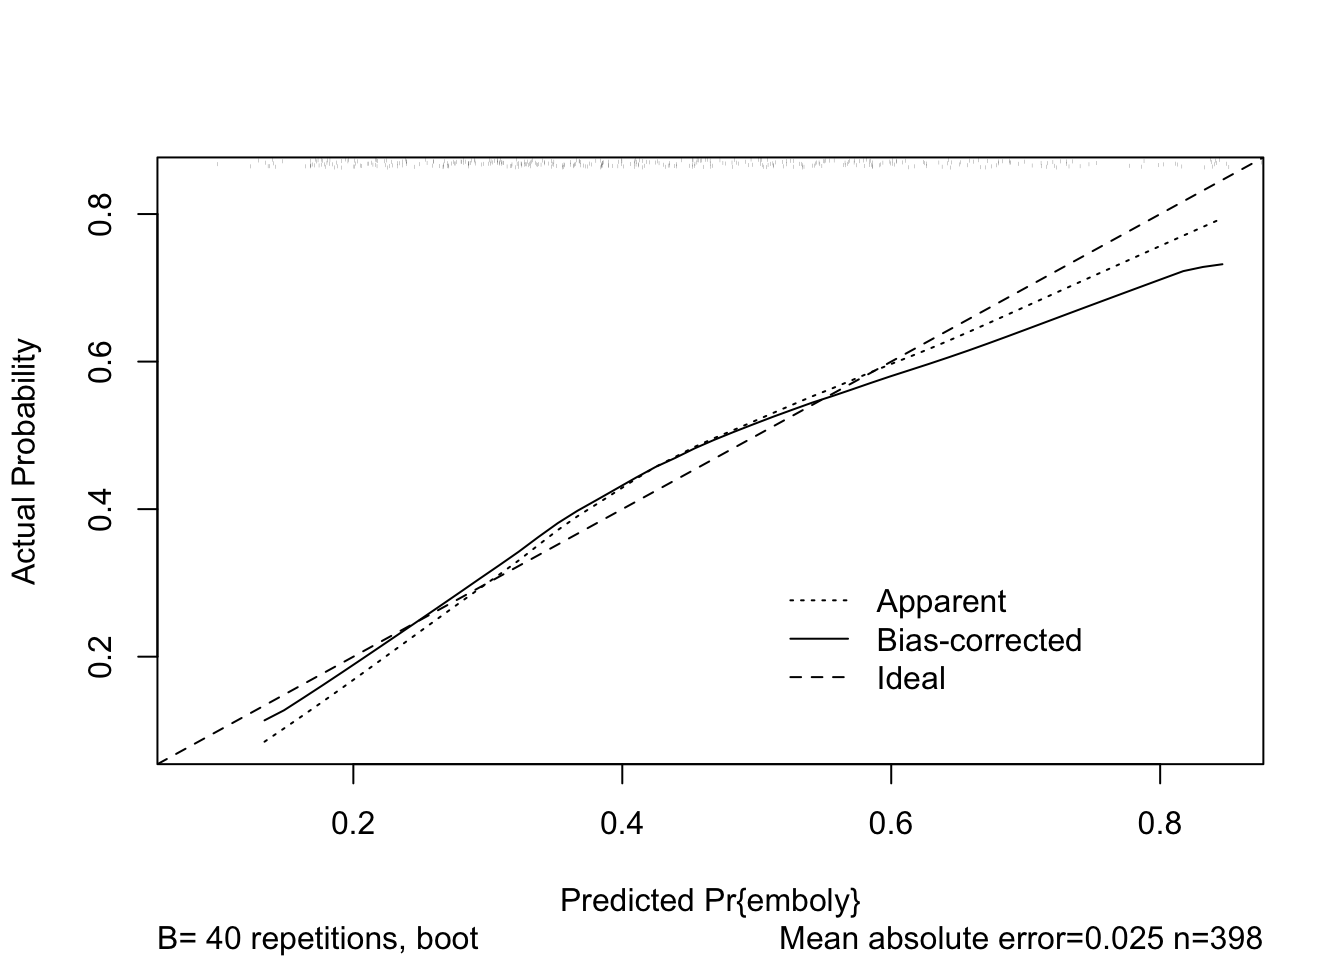 0.8
0.6
0.4
0.2
Actual Probability
Apparent
Bias-corrected
Ideal
0.2 0.4 0.6 0.8
Predicted Pr{emboly}
B= 40 repetitions, boot
Mean absolute error=0.025 n=398